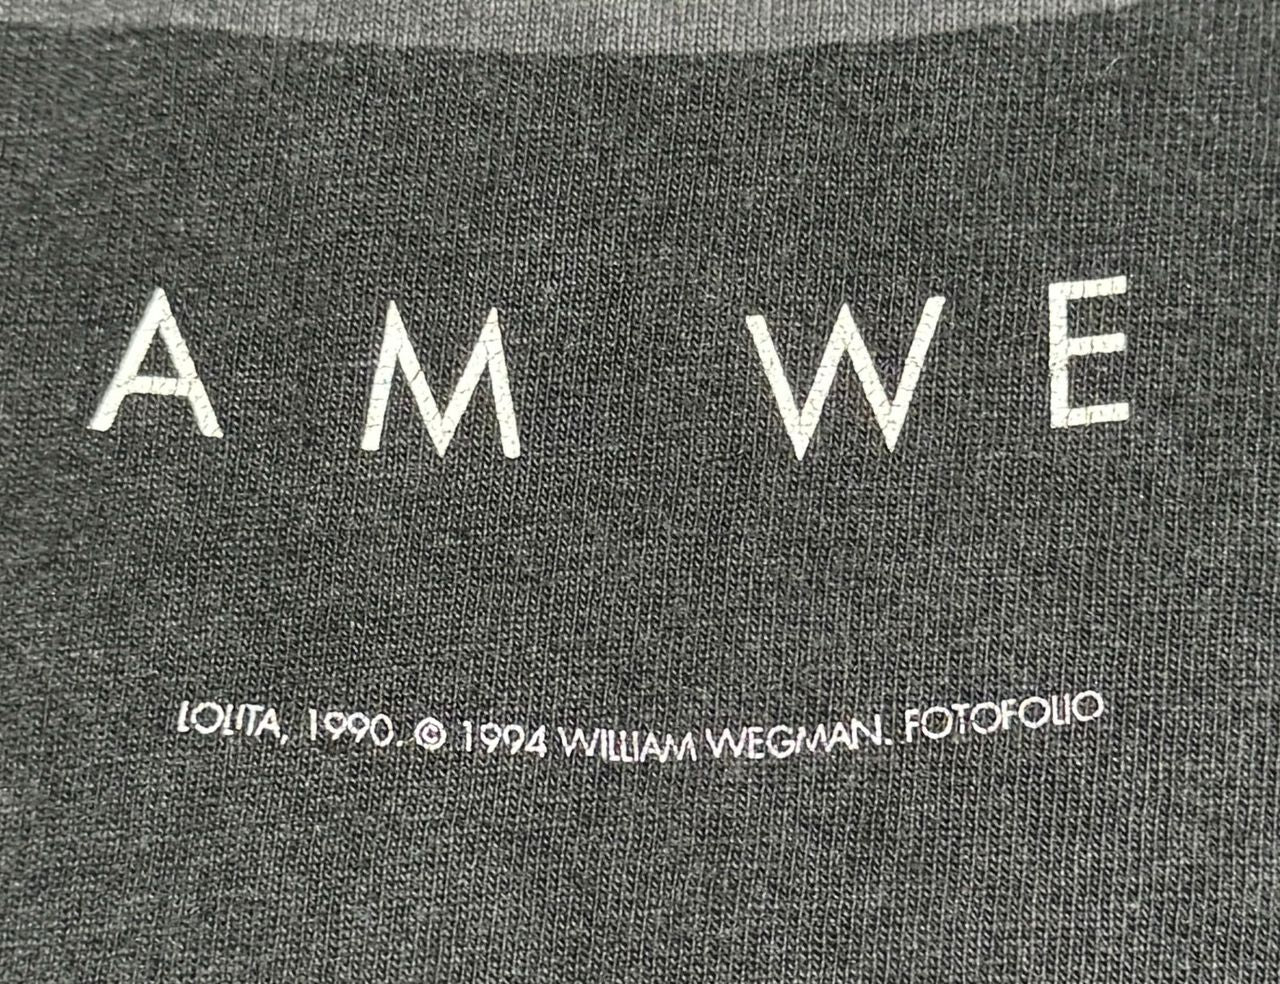 A M W E
LOLITA, 1990. © 1994 WILLIAM WEGMAN. FOTOFOLIO